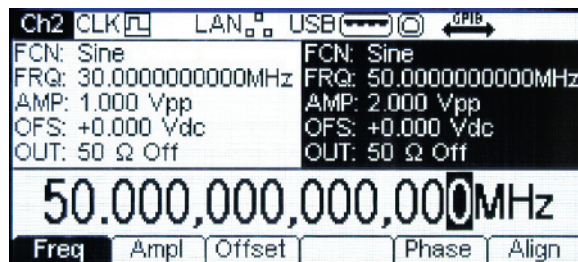 Ch2 CLK LAN USB GPIB
FCN: Sine
FRQ: 30.0000000000MHz
AMP: 1.000 Vpp
OFS: +0.000 Vdc
OUT: 50 Ω Off
FCN: Sine
FRQ: 50.0000000000MHz
AMP: 2.000 Vpp
OFS: +0.000 Vdc
OUT: 50 Ω Off
50.000,000,000,000MHz
Freq Ampl Offset Phase Align